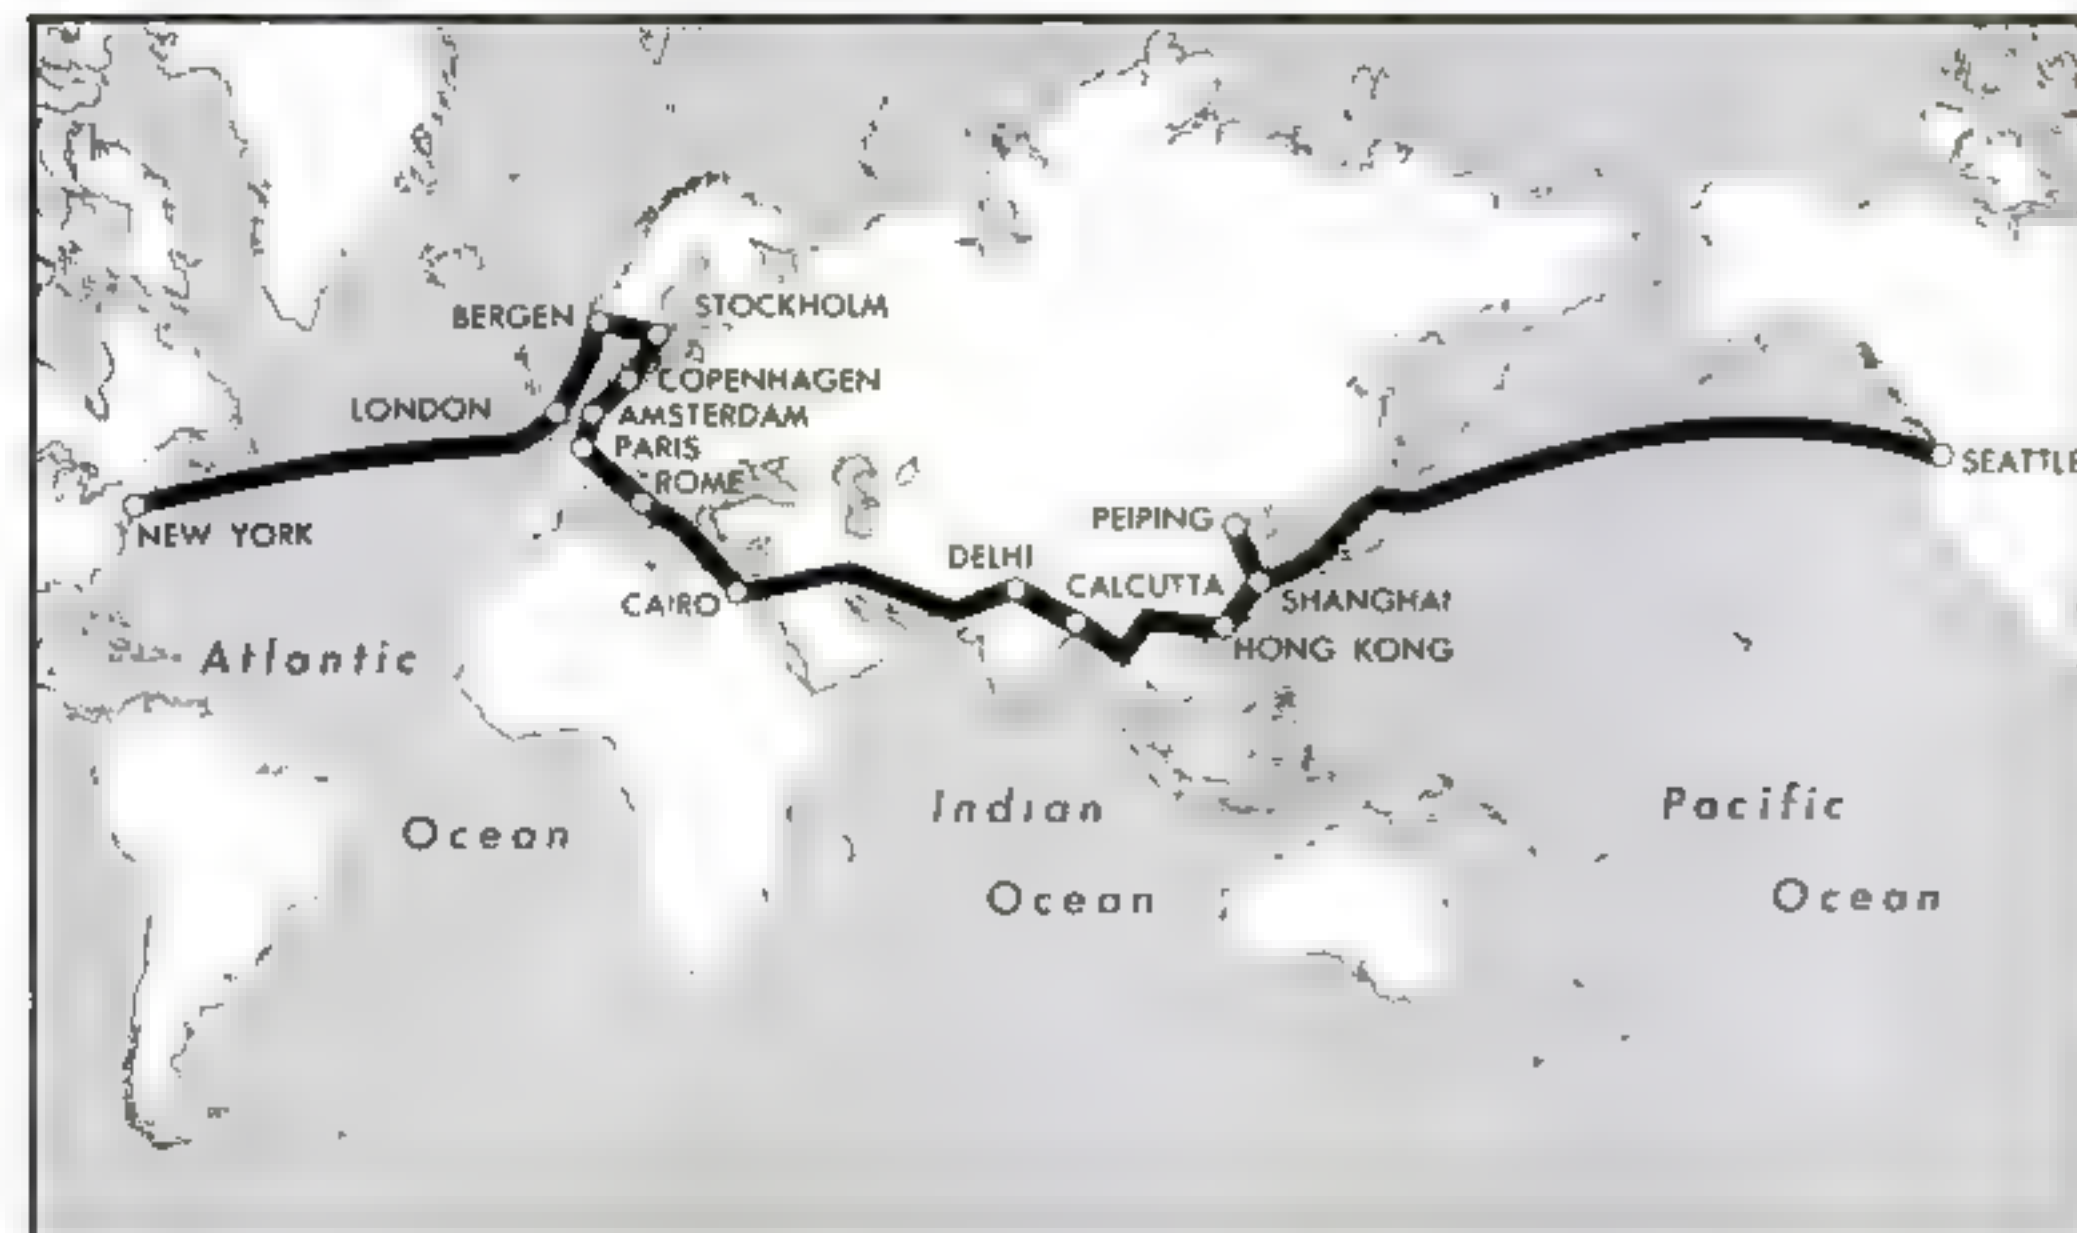 BERGEN
STOCKHOLM
COPENHAGEN
LONDON
AMSTERDAM
PARIS
ROME
SEATTLE
NEW YORK
PEIPING
DELHI
CALCUTTA
CAIRO
SHANGHAI
HONG KONG
Atlantic
Ocean
Indian
Ocean
Pacific
Ocean